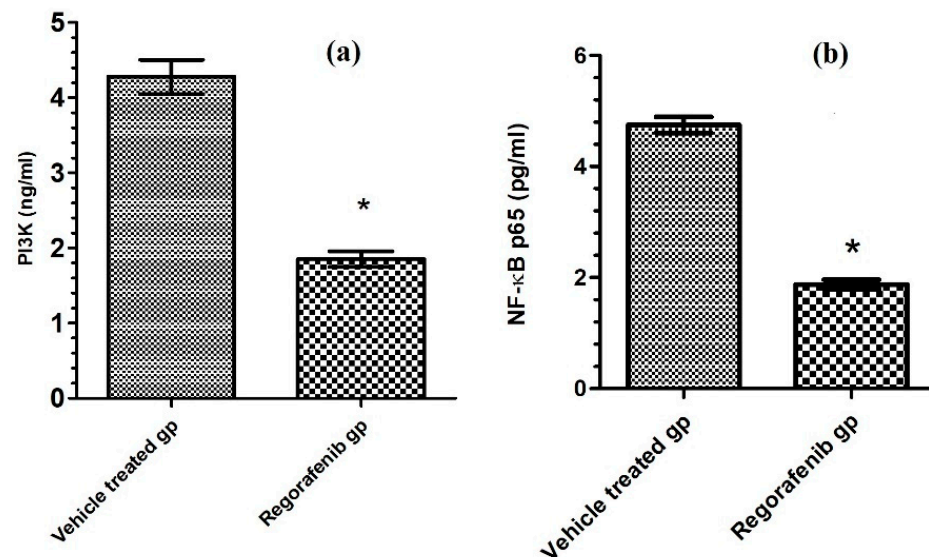 (a)
PI3K (ng/ml)
5
4
3
2
1
0
*
Vehicle treated gp
Regorafenib gp
(b)
NF-κB p65 (pg/ml)
6
4
2
0
*
Vehicle treated gp
Regorafenib gp